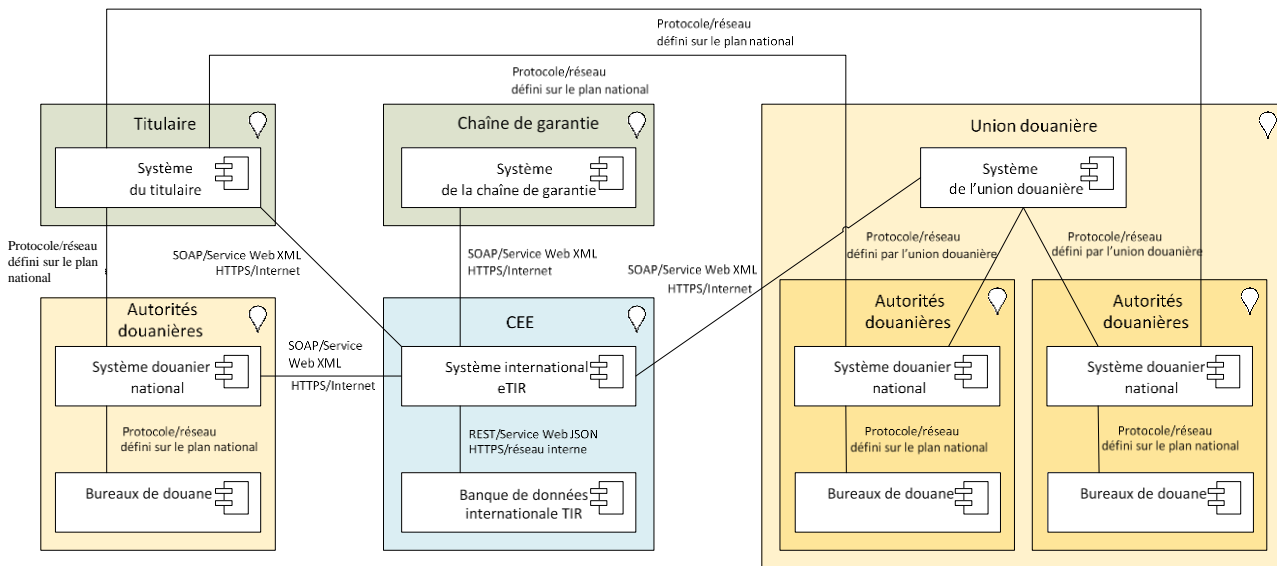 Protocole/réseau
défini sur le plan national
Protocole/réseau
défini sur le plan national
Titulaire
Système
du titulaire
Chaîne de garantie
Système
de la chaîne de garantie
Union douanière
Système
de l’union douanière
Protocole/réseau
défini sur le plan
national
SOAP/Service Web XML
HTTPS/Internet
SOAP/Service Web XML
HTTPS/Internet
SOAP/Service Web XML
HTTPS/Internet
Protocole/réseau
défini par l’union douanière
Protocole/réseau
défini par l’union douanière
Autorités
douanières
Système douanier
national
SOAP/Service
Web XML
HTTPS/Internet
CEE
Système international
eTIR
Autorités
douanières
Système douanier
national
Autorités
douanières
Système douanier
national
Protocole/réseau
défini sur le plan national
REST/Service Web JSON
HTTPS/réseau interne
Protocole/réseau
défini sur le plan national
Protocole/réseau
défini sur le plan national
Bureaux de douane
Banque de données
internationale TIR
Bureaux de douane
Bureaux de douane